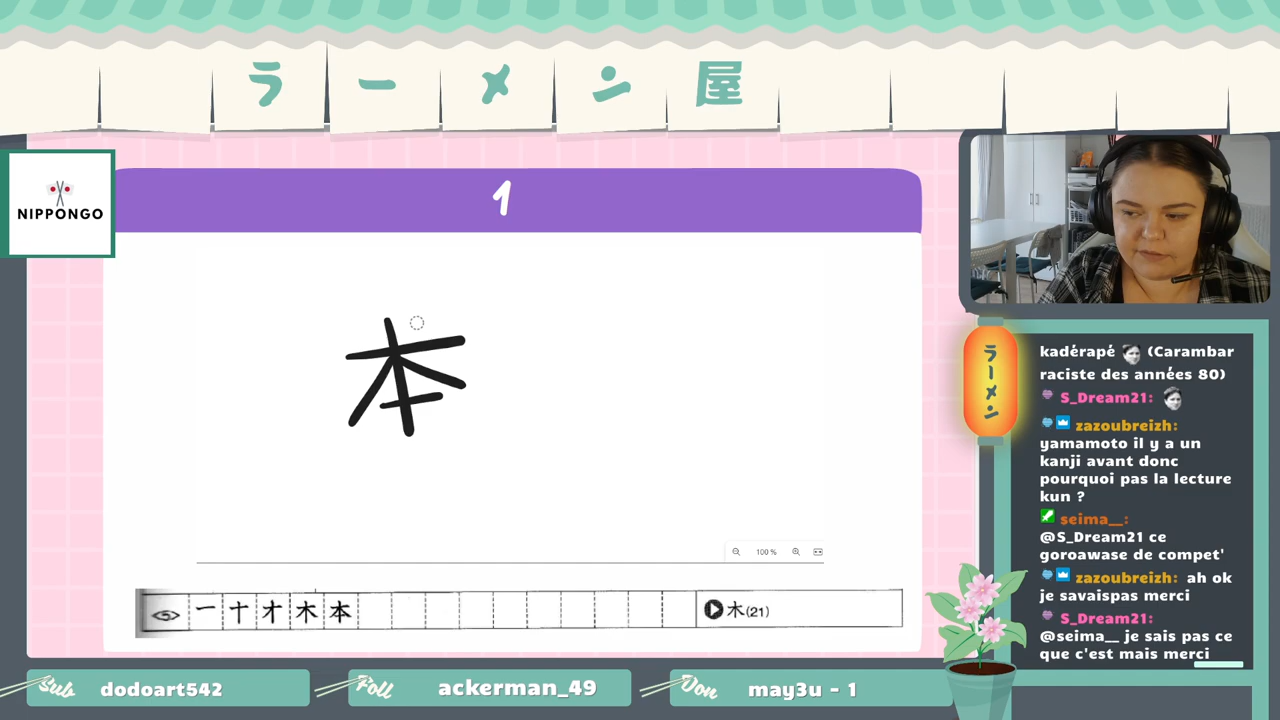 ラーメン屋
NIPPONGO
1
本
100 %
5 一 十 才 木 本
木(21)
ラーメン
kadérapé (Carambar
raciste des années 80)
S_Dream21:
zazoubreizh:
yamamoto il y a un
kanji avant donc
pourquoi pas la lecture
kun ?
seima__:
@S_Dream21 ce
goroawase de compet'
zazoubreizh: ah ok
je savaispas merci
S_Dream21:
@seima__ je sais pas ce
que c'est mais merci
Sub dodoart542
Foll ackerman_49
Don may3u - 1